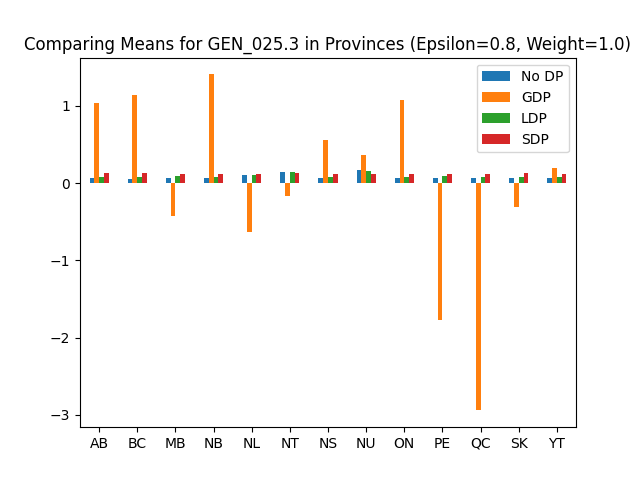 Comparing Means for GEN_025.3 in Provinces (Epsilon=0.8, Weight=1.0)
No DP
GDP
LDP
SDP
1
0
−1
−2
−3
AB BC MB NB NL NT NS NU ON PE QC SK YT